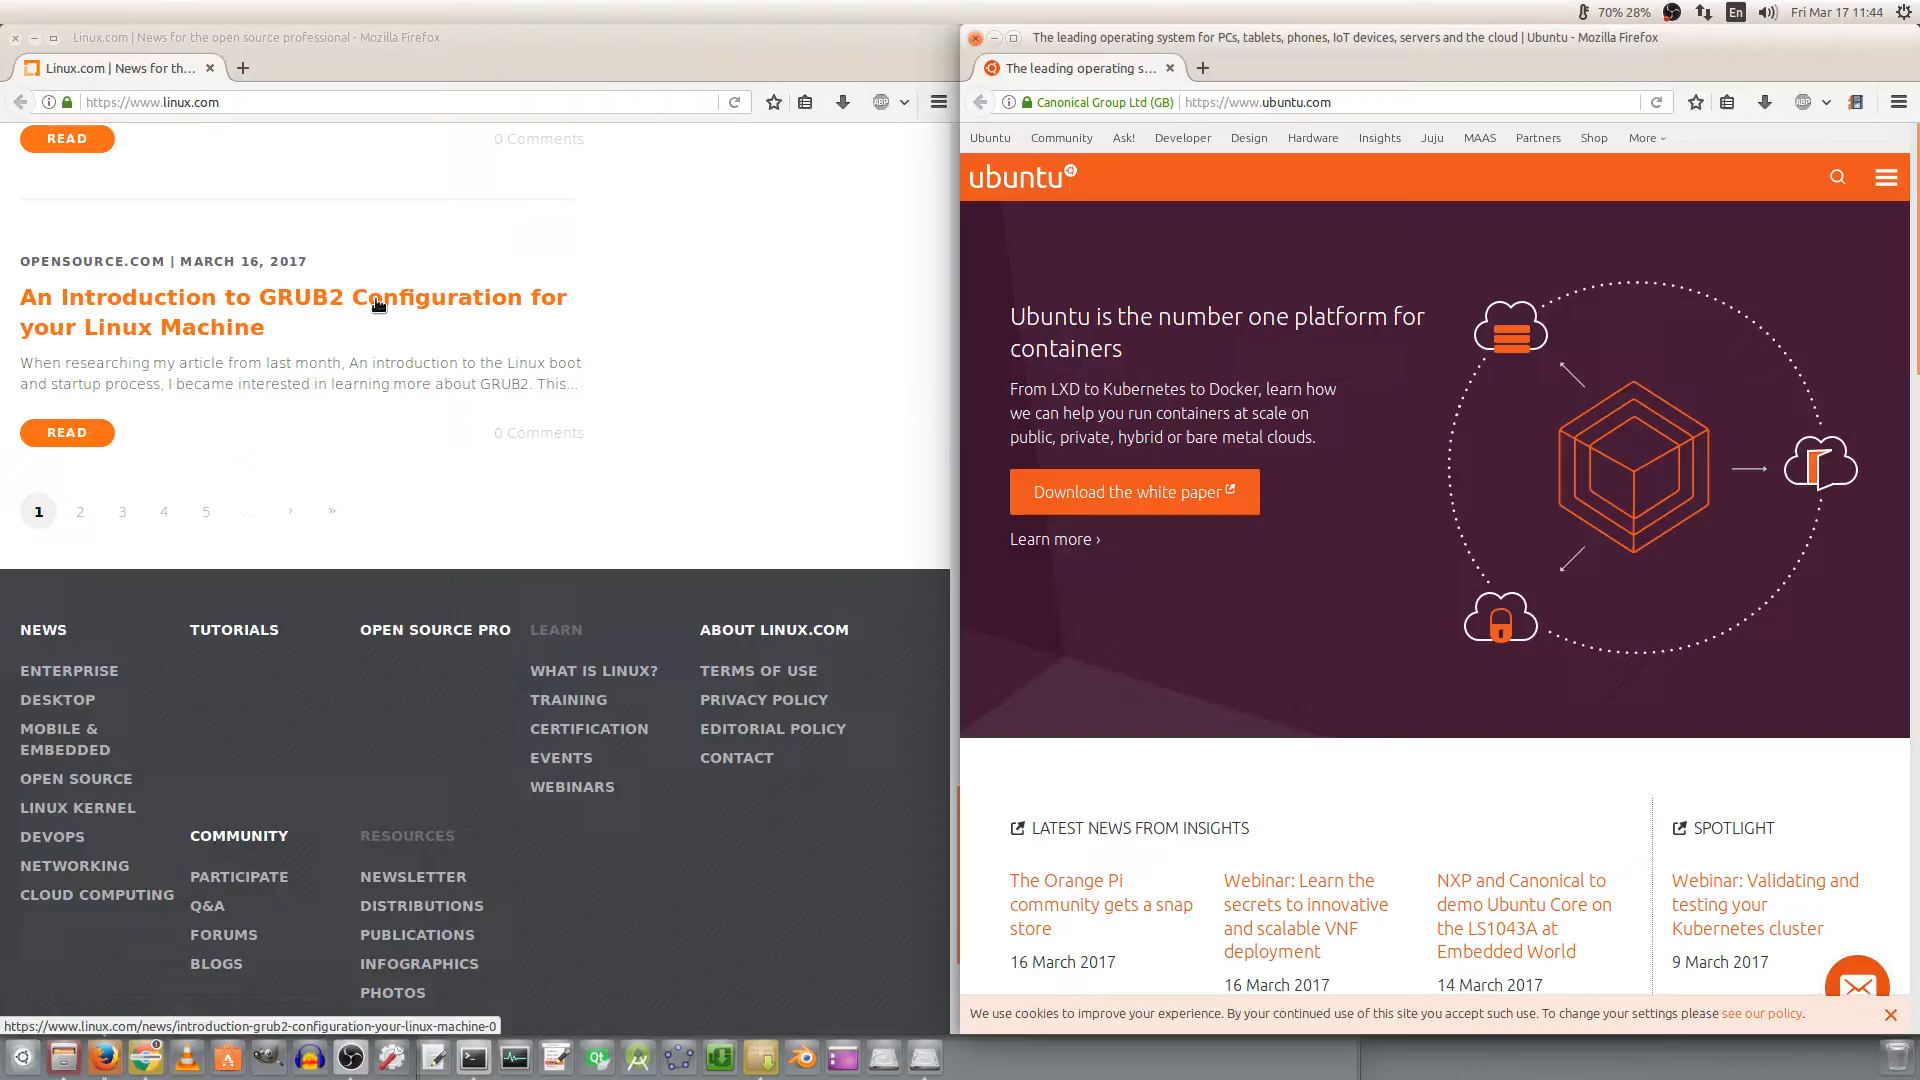 70% 28%
En
Fri Mar 17 11:44
Linux.com | News for the open source professional - Mozilla Firefox
Linux.com | News for th...
https://www.linux.com
ABP
READ
0 Comments
OPENSOURCE.COM | MARCH 16, 2017
An Introduction to GRUB2 Configuration for
your Linux Machine
When researching my article from last month, An introduction to the Linux boot
and startup process, I became interested in learning more about GRUB2. This...
READ
0 Comments
1 2 3 4 5 ... › »
NEWS
ENTERPRISE
DESKTOP
MOBILE &
EMBEDDED
OPEN SOURCE
LINUX KERNEL
DEVOPS
NETWORKING
CLOUD COMPUTING
TUTORIALS
COMMUNITY
PARTICIPATE
Q&A
FORUMS
BLOGS
OPEN SOURCE PRO
RESOURCES
NEWSLETTER
DISTRIBUTIONS
PUBLICATIONS
INFOGRAPHICS
PHOTOS
LEARN
WHAT IS LINUX?
TRAINING
CERTIFICATION
EVENTS
WEBINARS
ABOUT LINUX.COM
TERMS OF USE
PRIVACY POLICY
EDITORIAL POLICY
CONTACT
https://www.linux.com/news/introduction-grub2-configuration-your-linux-machine-0
The leading operating system for PCs, tablets, phones, IoT devices, servers and the cloud | Ubuntu - Mozilla Firefox
The leading operating s...
Canonical Group Ltd (GB)
https://www.ubuntu.com
ABP
Ubuntu Community Ask! Developer Design Hardware Insights Juju MAAS Partners Shop More
ubuntu
Ubuntu is the number one platform for
containers
From LXD to Kubernetes to Docker, learn how
we can help you run containers at scale on
public, private, hybrid or bare metal clouds.
Download the white paper
Learn more ›
LATEST NEWS FROM INSIGHTS
The Orange Pi
community gets a snap
store
16 March 2017
Webinar: Learn the
secrets to innovative
and scalable VNF
deployment
16 March 2017
NXP and Canonical to
demo Ubuntu Core on
the LS1043A at
Embedded World
14 March 2017
SPOTLIGHT
Webinar: Validating and
testing your
Kubernetes cluster
9 March 2017
We use cookies to improve your experience. By your continued use of this site you accept such use. To change your settings please see our policy.
Qt